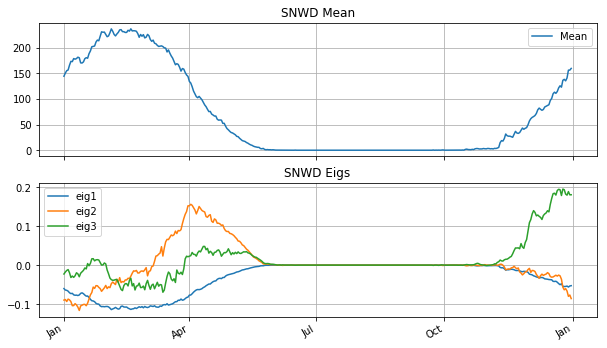 SNWD Mean
200
150
100
50
0
Mean
SNWD Eigs
0.2
0.1
0.0
−0.1
eig1
eig2
eig3
Jan
Apr
Jul
Oct
Jan